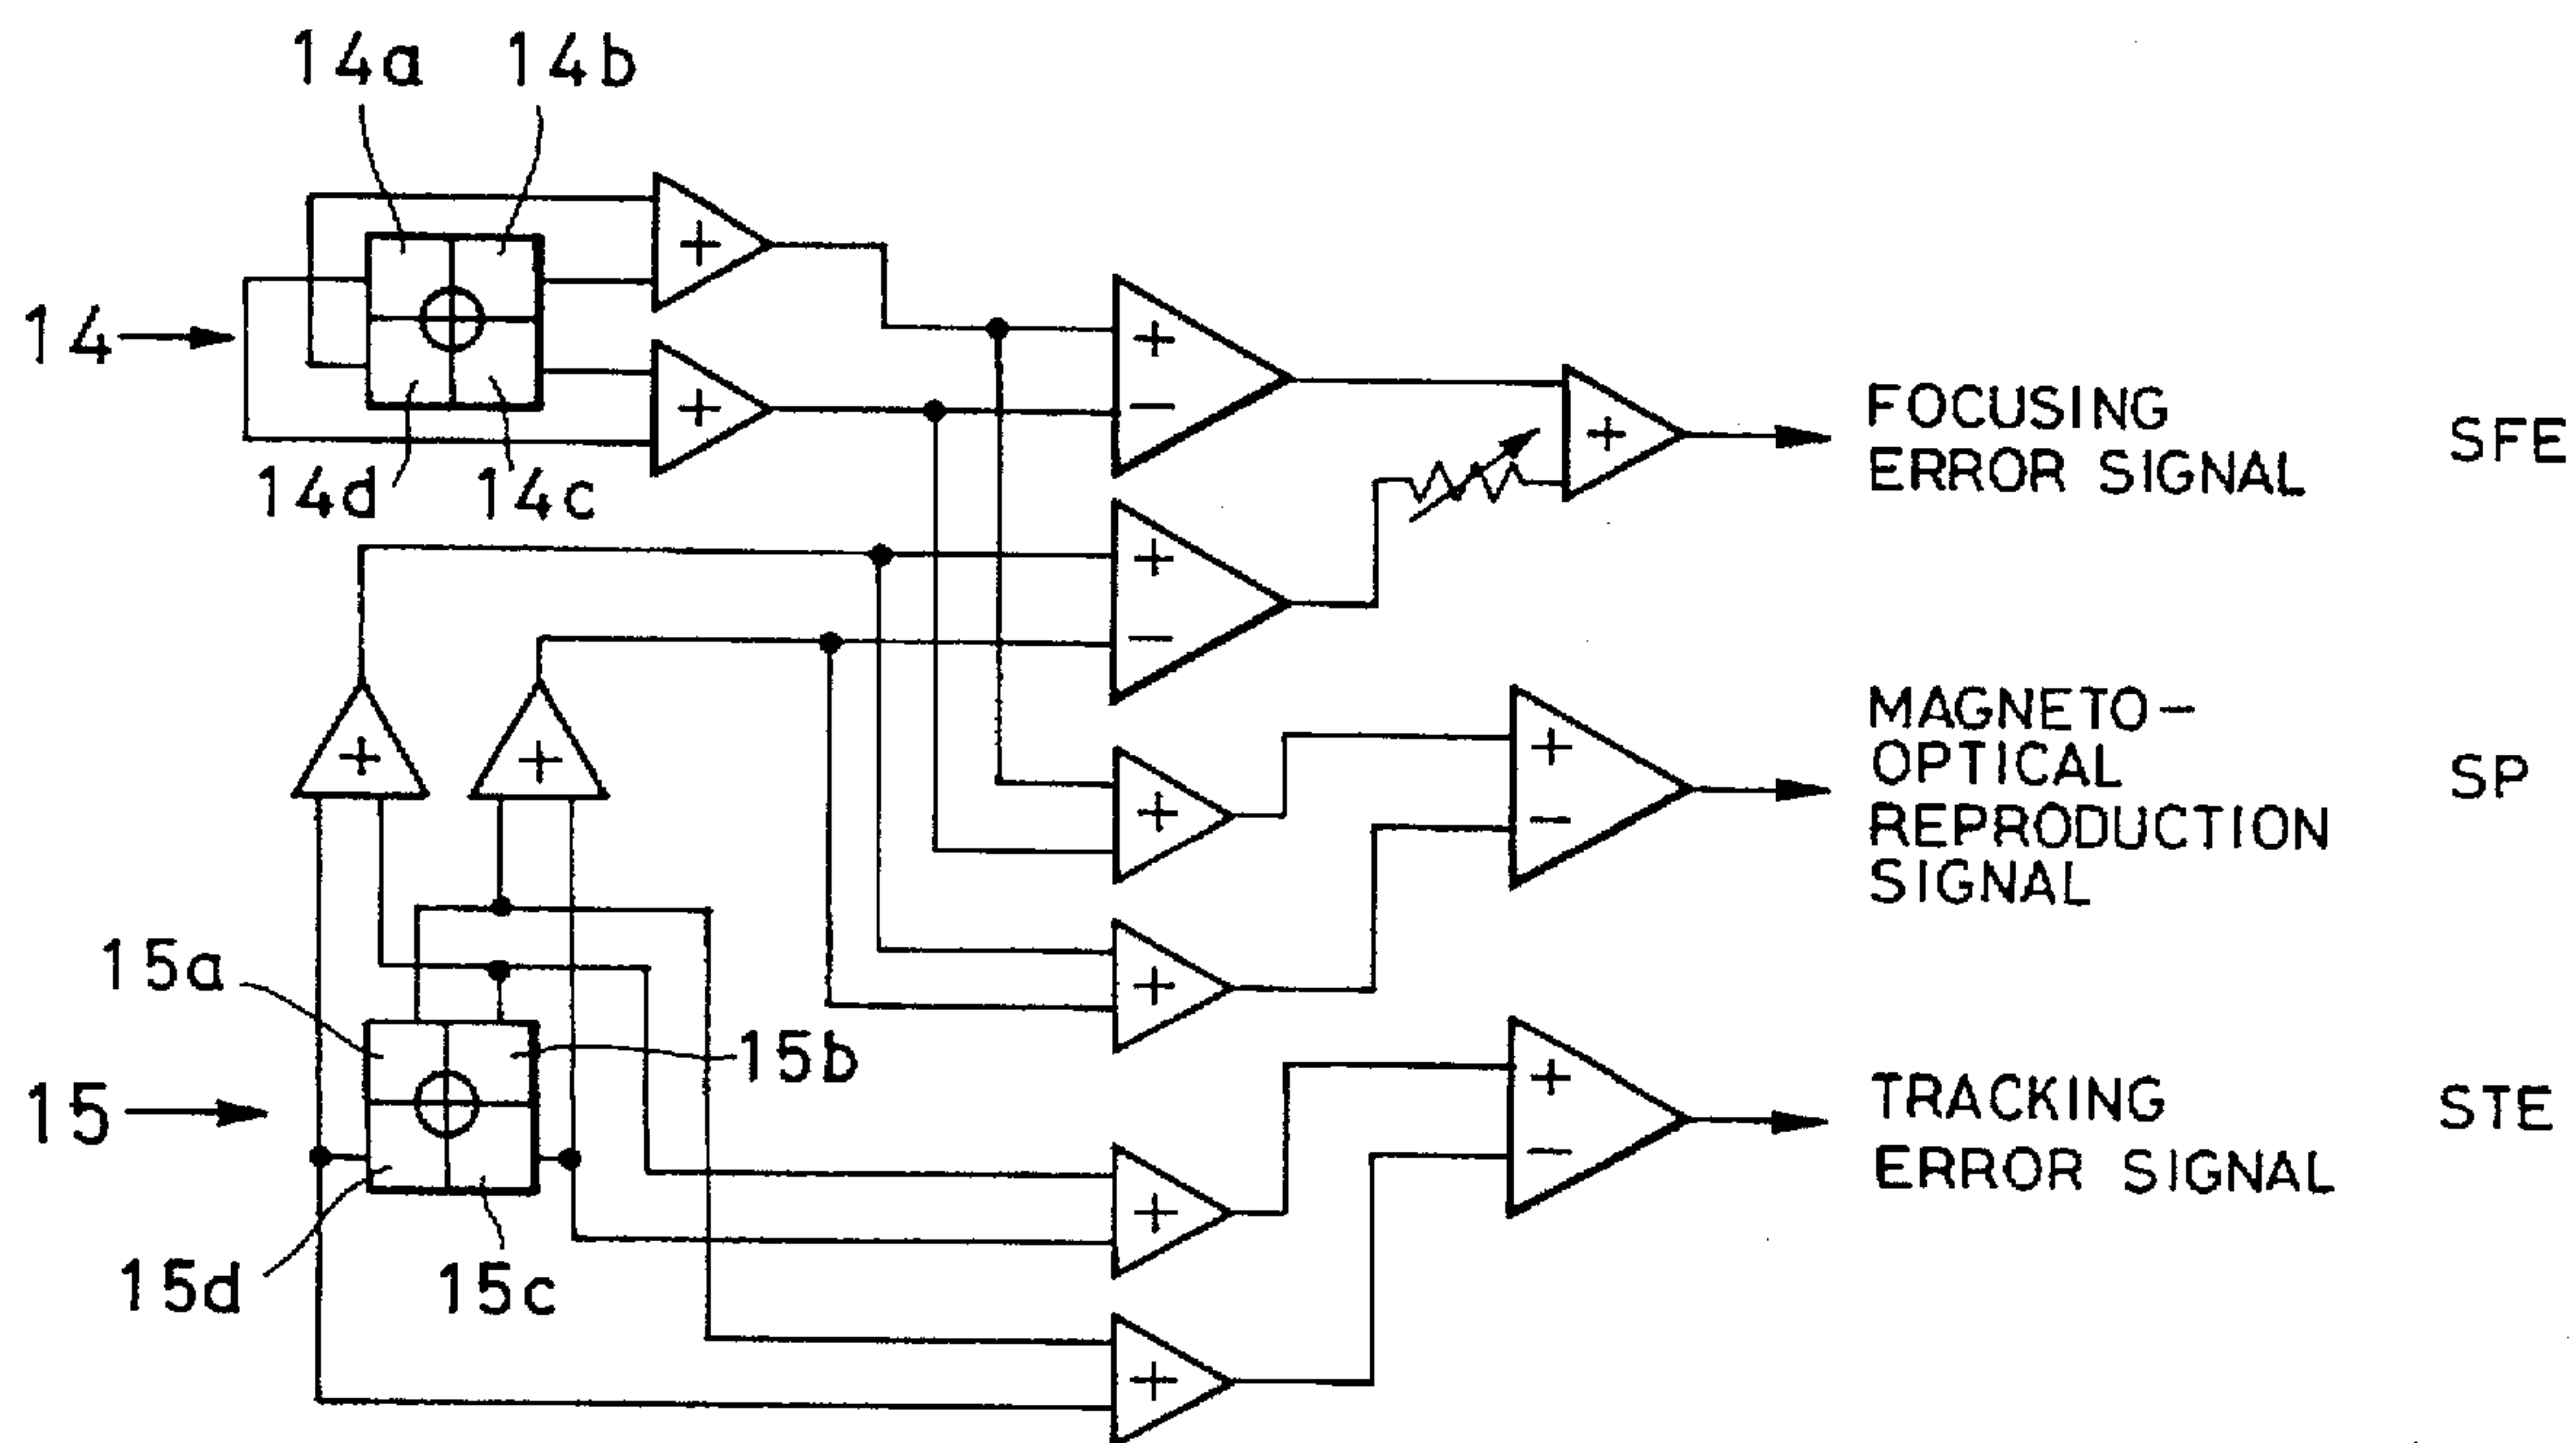 14a 14b
14
14d 14c
+
+
+
−
+
−
+
FOCUSING
ERROR SIGNAL
SFE
+
+
+
+
+
−
MAGNETO−
OPTICAL
REPRODUCTION
SIGNAL
SP
15a
15b
15
15d
15c
+
+
+
−
TRACKING
ERROR SIGNAL
STE